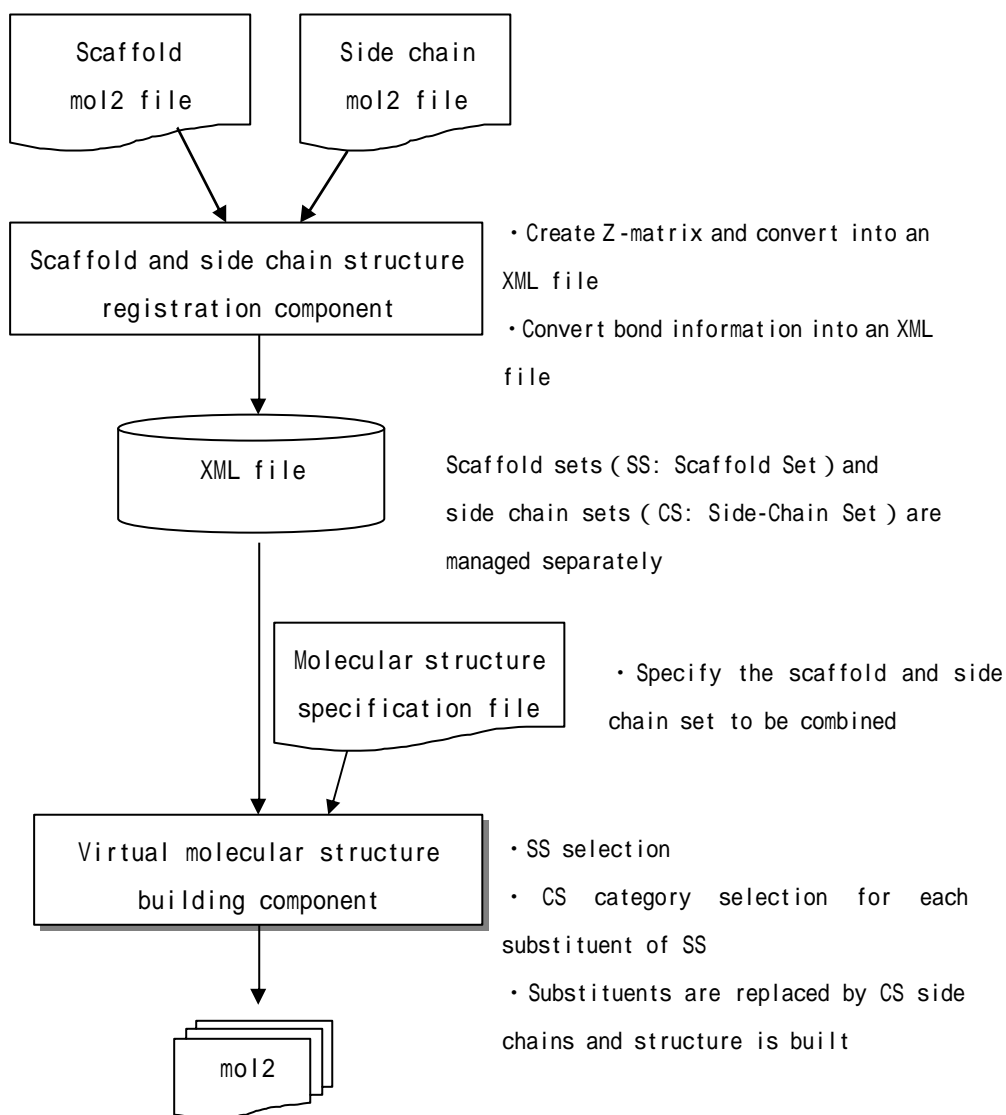 Scaffold
mol2 file
Side chain
mol2 file
Scaffold and side chain structure
registration component
・Create Z-matrix and convert into an
XML file
・Convert bond information into an XML
file
XML file
Scaffold sets (SS: Scaffold Set) and
side chain sets (CS: Side-Chain Set) are
managed separately
Molecular structure
specification file
・Specify the scaffold and side
chain set to be combined
Virtual molecular structure
building component
・SS selection
・ CS category selection for each
substituent of SS
・Substituents are replaced by CS side
chains and structure is built
mol2